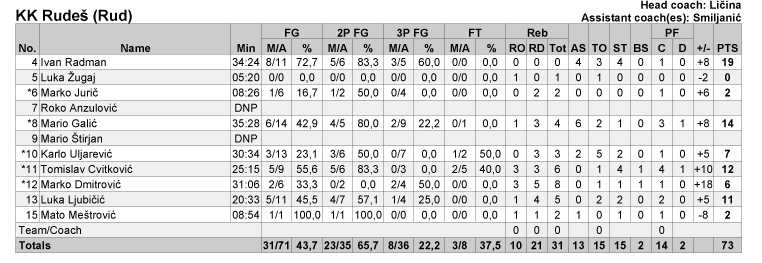 KK Rudeš (Rud)
Head coach: Ličina
Assistant coach(es): Smiljanić
FG 2P FG 3P FG FT Reb PF
No. Name Min M/A % M/A % M/A % M/A % RO RD Tot AS TO ST BS C D +/- PTS
4 Ivan Radman 34:24 8/11 72,7 5/6 83,3 3/5 60,0 0/0 0,0 0 0 0 4 3 4 0 1 0 +8 19
5 Luka Žugaj 05:20 0/0 0,0 0/0 0,0 0/0 0,0 0/0 0,0 1 0 1 0 1 0 0 0 0 -2 0
*6 Marko Jurič 08:26 1/6 16,7 1/2 50,0 0/4 0,0 0/0 0,0 0 2 2 0 0 0 0 1 0 +6 2
7 Roko Anzulović DNP
*8 Mario Galić 35:28 6/14 42,9 4/5 80,0 2/9 22,2 0/1 0,0 1 3 4 6 2 1 0 3 1 +8 14
9 Mario Štirjan DNP
*10 Karlo Uljarević 30:34 3/13 23,1 3/6 50,0 0/7 0,0 1/2 50,0 0 3 3 2 5 2 0 1 0 +5 7
*11 Tomislav Cvitković 25:15 5/9 55,6 5/6 83,3 0/3 0,0 2/5 40,0 3 3 6 0 1 4 1 4 1 +10 12
*12 Marko Dmitrović 31:06 2/6 33,3 0/2 0,0 2/4 50,0 0/0 0,0 3 5 8 0 1 1 1 1 0 +18 6
13 Luka Ljubičić 20:33 5/11 45,5 4/7 57,1 1/4 25,0 0/0 0,0 1 4 5 0 2 2 0 2 0 +5 11
15 Mato Meštrović 08:54 1/1 100,0 1/1 100,0 0/0 0,0 0/0 0,0 1 1 2 1 0 1 0 1 0 -8 2
Team/Coach 0 0 0 0 0
Totals 31/71 43,7 23/35 65,7 8/36 22,2 3/8 37,5 10 21 31 13 15 15 2 14 2 73